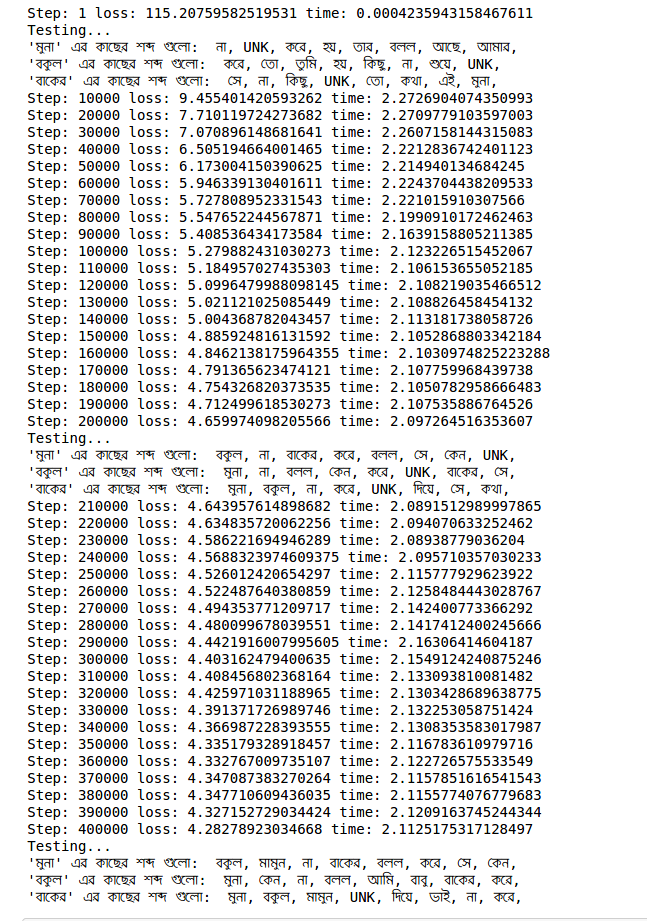 Step: 1 loss: 115.20759582519531 time: 0.0004235943158467611
Testing...
'মুনা' এর কাছের শব্দ গুলো:  না, UNK, করে, হয়, তার, বলল, আছে, আমার,
'বকুল' এর কাছের শব্দ গুলো:  করে, তো, তুমি, হয়, কিছু, না, শুয়ে, UNK,
'বাকের' এর কাছের শব্দ গুলো:  সে, না, কিছু, UNK, তো, কথা, এই, মুনা,
Step: 10000 loss: 9.455401420593262 time: 2.2726904074350993
Step: 20000 loss: 7.710119724273682 time: 2.2709779103597003
Step: 30000 loss: 7.070896148681641 time: 2.2607158144315083
Step: 40000 loss: 6.505194664001465 time: 2.2212836742401123
Step: 50000 loss: 6.173004150390625 time: 2.214940134684245
Step: 60000 loss: 5.946339130401611 time: 2.2243704438209533
Step: 70000 loss: 5.727808952331543 time: 2.221015910307566
Step: 80000 loss: 5.547652244567871 time: 2.1990910172462463
Step: 90000 loss: 5.408536434173584 time: 2.1639158805211385
Step: 100000 loss: 5.279882431030273 time: 2.123226515452067
Step: 110000 loss: 5.184957027435303 time: 2.106153655052185
Step: 120000 loss: 5.0996479988098145 time: 2.108219035466512
Step: 130000 loss: 5.021121025085449 time: 2.108826458454132
Step: 140000 loss: 5.004368782043457 time: 2.113181738058726
Step: 150000 loss: 4.885924816131592 time: 2.1052868803342184
Step: 160000 loss: 4.8462138175964355 time: 2.1030974825223288
Step: 170000 loss: 4.791365623474121 time: 2.107759968439738
Step: 180000 loss: 4.754326820373535 time: 2.1050782958666483
Step: 190000 loss: 4.712499618530273 time: 2.107535886764526
Step: 200000 loss: 4.659974098205566 time: 2.097264516353607
Testing...
'মুনা' এর কাছের শব্দ গুলো:  বকুল, না, বাকের, করে, বলল, সে, কেন, UNK,
'বকুল' এর কাছের শব্দ গুলো:  মুনা, না, বলল, কেন, করে, UNK, বাকের, সে,
'বাকের' এর কাছের শব্দ গুলো:  মুনা, বকুল, না, করে, UNK, দিয়ে, সে, কথা,
Step: 210000 loss: 4.643957614898682 time: 2.0891512989997865
Step: 220000 loss: 4.634835720062256 time: 2.094070633252462
Step: 230000 loss: 4.586221694946289 time: 2.08938779036204
Step: 240000 loss: 4.5688323974609375 time: 2.095710357030233
Step: 250000 loss: 4.526012420654297 time: 2.115777929623922
Step: 260000 loss: 4.522487640380859 time: 2.1258484443028767
Step: 270000 loss: 4.494353771209717 time: 2.142400773366292
Step: 280000 loss: 4.480099678039551 time: 2.1417412400245666
Step: 290000 loss: 4.4421916007995605 time: 2.16306414604187
Step: 300000 loss: 4.403162479400635 time: 2.1549124240875246
Step: 310000 loss: 4.408456802368164 time: 2.133093810081482
Step: 320000 loss: 4.425971031188965 time: 2.1303428689638775
Step: 330000 loss: 4.391371726989746 time: 2.132253058751424
Step: 340000 loss: 4.366987228393555 time: 2.1308353583017987
Step: 350000 loss: 4.335179328918457 time: 2.116783610979716
Step: 360000 loss: 4.332767009735107 time: 2.122726575533549
Step: 370000 loss: 4.347087383270264 time: 2.1157851616541543
Step: 380000 loss: 4.347710609436035 time: 2.1155774076779683
Step: 390000 loss: 4.327152729034424 time: 2.1209163745244344
Step: 400000 loss: 4.28278923034668 time: 2.1125175317128497
Testing...
'মুনা' এর কাছের শব্দ গুলো:  বকুল, মামুন, না, বাকের, বলল, করে, সে, কেন,
'বকুল' এর কাছের শব্দ গুলো:  মুনা, কেন, না, বলল, আমি, বাবু, বাকের, করে,
'বাকের' এর কাছের শব্দ গুলো:  মুনা, বকুল, মামুন, UNK, দিয়ে, ভাই, না, করে,